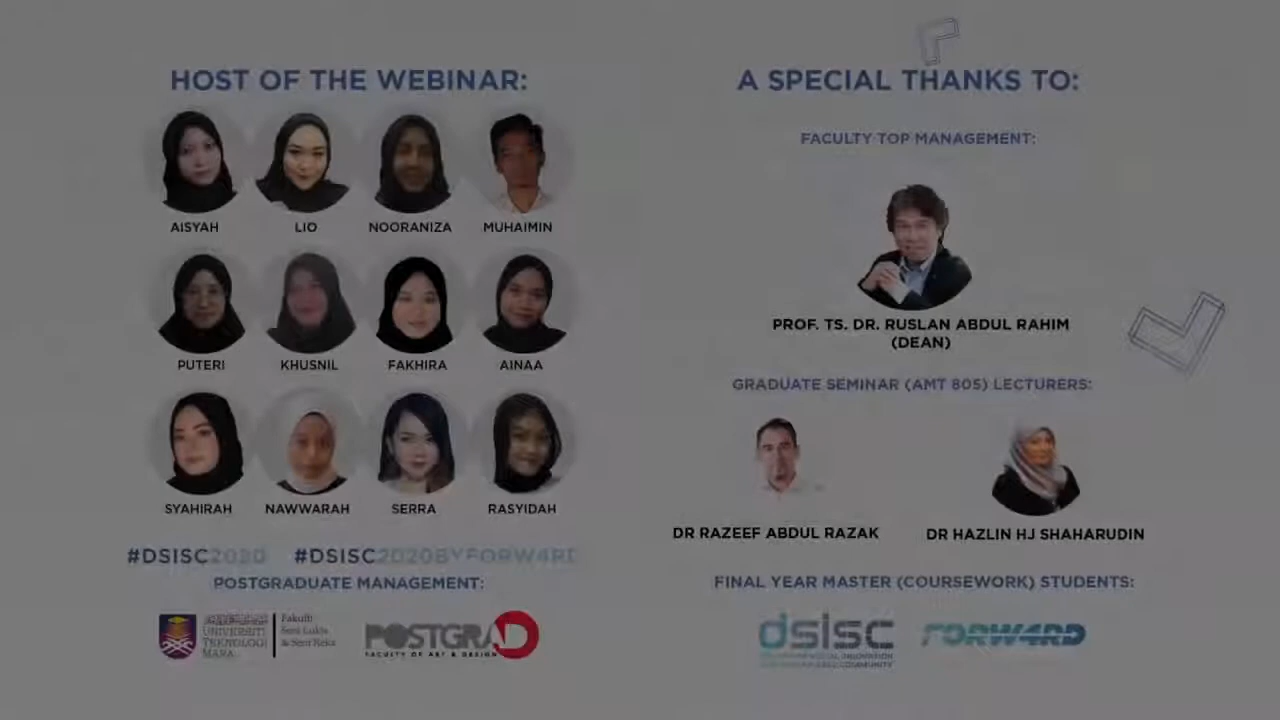 HOST OF THE WEBINAR:
AISYAH
LIO
NOORANIZA
MUHAIMIN
PUTERI
KHUSNIL
FAKHIRA
AINAA
SYAHIRAH
NAWWARAH
SERRA
RASYIDAH
#DSISC2020 #DSISC2020BYFORW4RD
POSTGRADUATE MANAGEMENT:
UNIVERSITI
TEKNOLOGI
MARA
Fakulti
Seni Lukis
& Seni Reka
POSTGRAD
FACULTY OF ART & DESIGN
A SPECIAL THANKS TO:
FACULTY TOP MANAGEMENT:
PROF. TS. DR. RUSLAN ABDUL RAHIM
(DEAN)
GRADUATE SEMINAR (AMT 805) LECTURERS:
DR RAZEEF ABDUL RAZAK
DR HAZLIN HJ SHAHARUDIN
FINAL YEAR MASTER (COURSEWORK) STUDENTS:
dsisc
COMMUNITY
FORW4RD